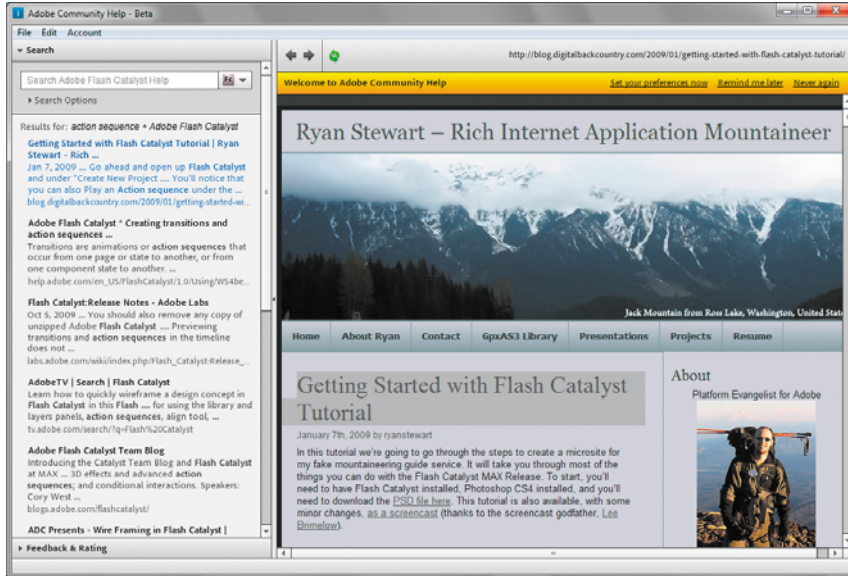 Adobe Community Help - Beta
File Edit Account
Search
http://blog.digitalbackcountry.com/2009/01/getting-started-with-flash-catalyst-tutorial/
Search Adobe Flash Catalyst Help
Search Options
Welcome to Adobe Community Help Set your preferences now Remind me later Never again
Results for: action sequence + Adobe Flash Catalyst
Getting Started with Flash Catalyst Tutorial | Ryan
Stewart - Rich ...
Jan 7, 2009 ... Go ahead and open up Flash Catalyst
and under "Create New Project .... You'll notice that
you can also Play an Action sequence under the ...
blog.digitalbackcountry.com/2009/01/getting-started-wi...
Adobe Flash Catalyst * Creating transitions and
action sequences ...
Transitions are animations or action sequences that
occur from one page or state to another, or from
one component state to another. ...
help.adobe.com/en_US/FlashCatalyst/1.0/Using/WS4be...
Flash Catalyst:Release Notes - Adobe Labs
Oct 5, 2009 ... You should also remove any copy of
unzipped Adobe Flash Catalyst .... Previewing
transitions and action sequences in the timeline
does not ...
labs.adobe.com/wiki/index.php/Flash_Catalyst:Release_...
AdobeTV | Search | Flash Catalyst
Learn how to quickly wireframe a design concept in
Flash Catalyst in this Flash .... for using the library and
layers panels, action sequences, align tool, ...
tv.adobe.com/search/?q=Flash%20Catalyst
Adobe Flash Catalyst Team Blog
Introducing the Catalyst Team Blog and Flash Catalyst
at MAX ... 3D effects and advanced action
sequences; and conditional interactions. Speakers:
Cory West ...
blogs.adobe.com/flashcatalyst/
ADC Presents - Wire Framing in Flash Catalyst |
Feedback & Rating
Ryan Stewart – Rich Internet Application Mountaineer
Jack Mountain from Ross Lake, Washington, United State
Home About Ryan Contact GpxAS3 Library Presentations Projects Resume
Getting Started with Flash Catalyst
Tutorial
January 7th, 2009 by ryanstewart
In this tutorial we're going to go through the steps to create a microsite for
my fake mountaineering guide service. It will take you through most of the
things you can do with the Flash Catalyst MAX Release. To start, you'll
need to have Flash Catalyst installed, Photoshop CS4 installed, and you'll
need to download the PSD file here. This tutorial is also available, with some
minor changes, as a screencast (thanks to the screencast godfather, Lee
Brimelow).
About
Platform Evangelist for Adobe